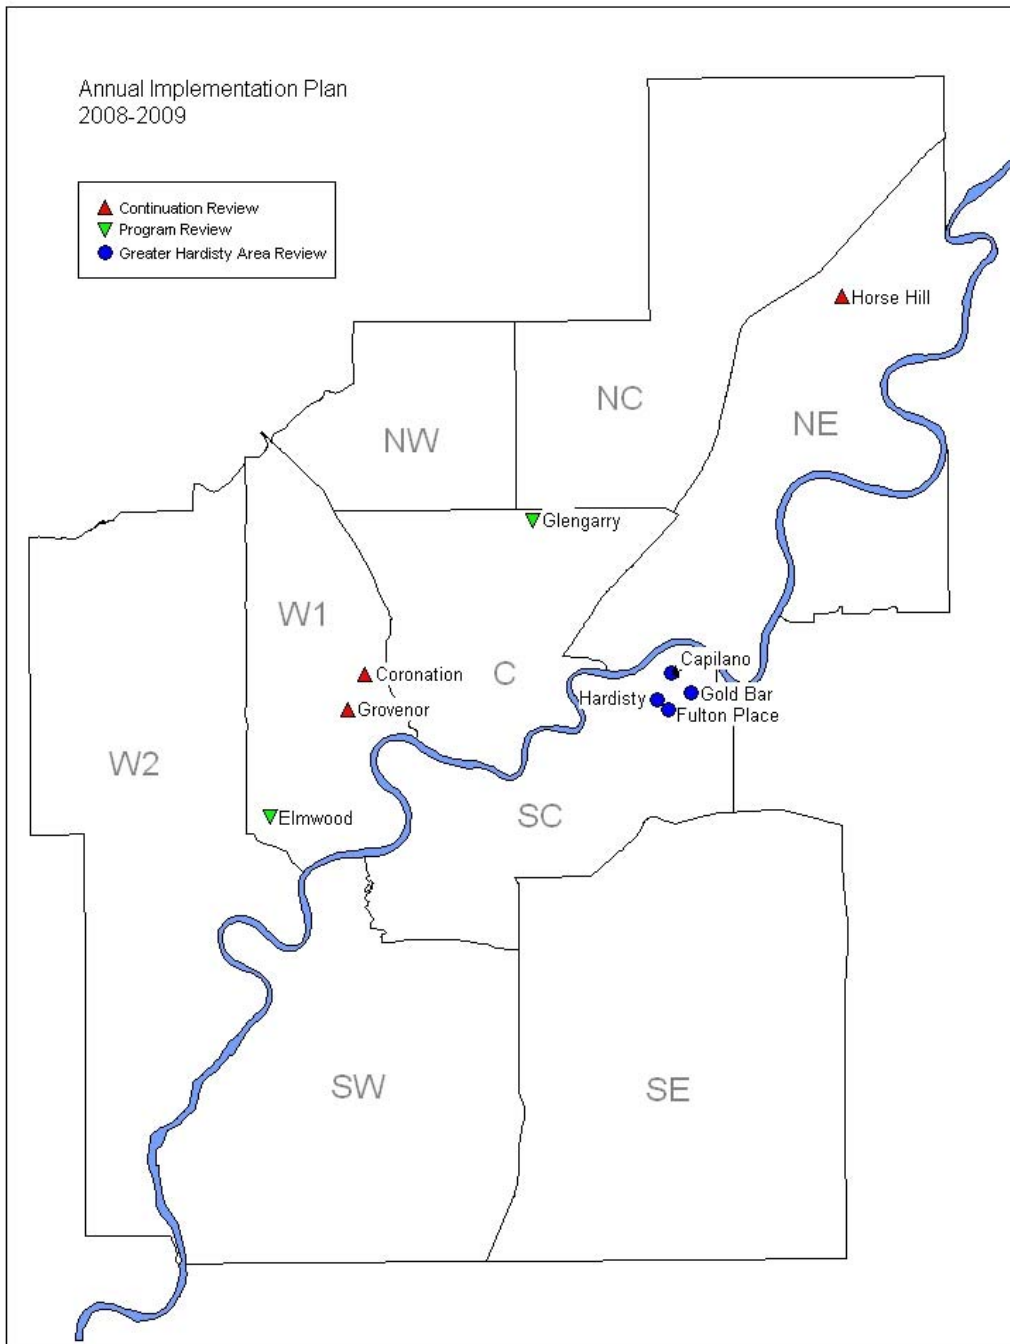 Annual Implementation Plan
2008-2009
Continuation Review
Program Review
Greater Hardisty Area Review
Horse Hill
NC
NE
NW
Glengarry
W1
Capilano
C
Coronation
Hardisty
Gold Bar
Grovenor
Fulton Place
W2
SC
Elmwood
SW
SE